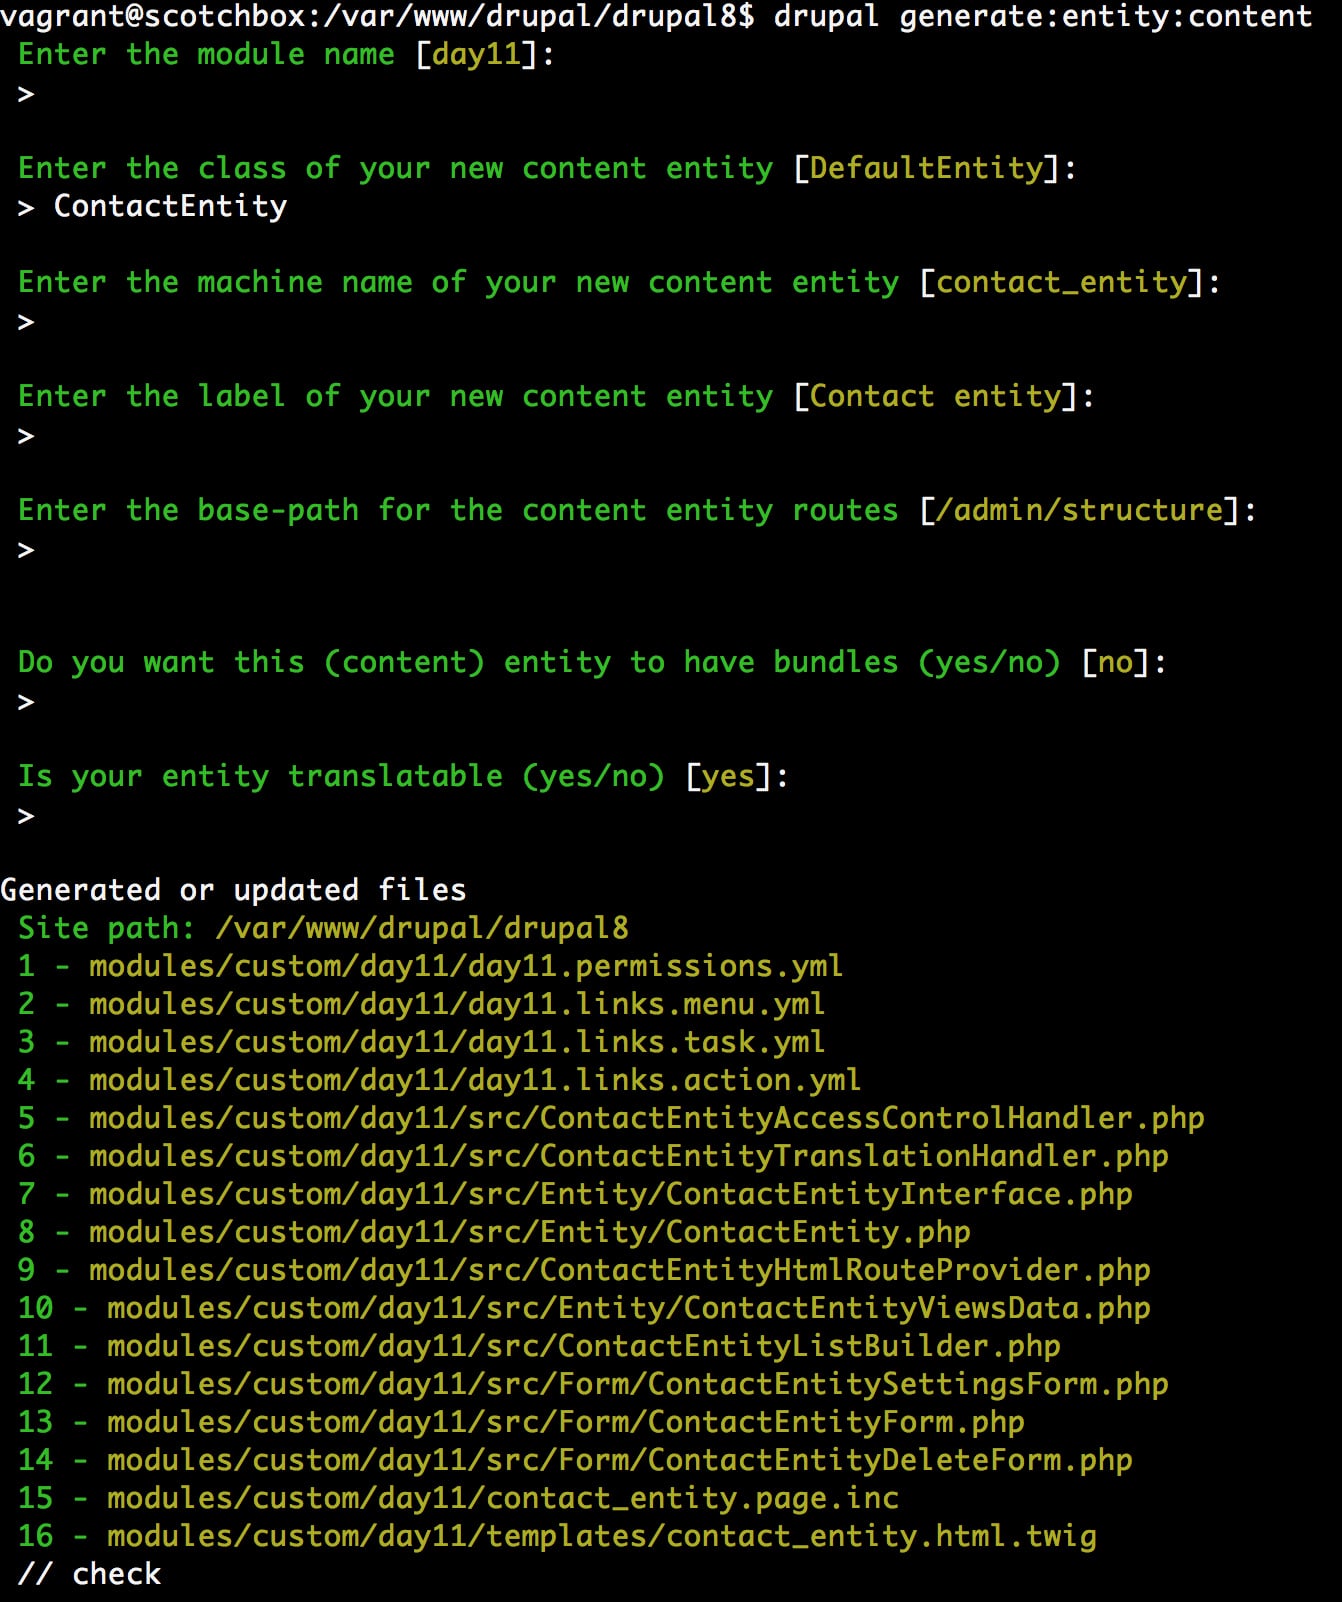 vagrant@scotchbox:/var/www/drupal/drupal8$ drupal generate:entity:content
Enter the module name [day11]:
>
Enter the class of your new content entity [DefaultEntity]:
> ContactEntity
Enter the machine name of your new content entity [contact_entity]:
>
Enter the label of your new content entity [Contact entity]:
>
Enter the base-path for the content entity routes [/admin/structure]:
>
Do you want this (content) entity to have bundles (yes/no) [no]:
>
Is your entity translatable (yes/no) [yes]:
>
Generated or updated files
Site path: /var/www/drupal/drupal8
1 - modules/custom/day11/day11.permissions.yml
2 - modules/custom/day11/day11.links.menu.yml
3 - modules/custom/day11/day11.links.task.yml
4 - modules/custom/day11/day11.links.action.yml
5 - modules/custom/day11/src/ContactEntityAccessControlHandler.php
6 - modules/custom/day11/src/ContactEntityTranslationHandler.php
7 - modules/custom/day11/src/Entity/ContactEntityInterface.php
8 - modules/custom/day11/src/Entity/ContactEntity.php
9 - modules/custom/day11/src/ContactEntityHtmlRouteProvider.php
10 - modules/custom/day11/src/Entity/ContactEntityViewsData.php
11 - modules/custom/day11/src/ContactEntityListBuilder.php
12 - modules/custom/day11/src/Form/ContactEntitySettingsForm.php
13 - modules/custom/day11/src/Form/ContactEntityForm.php
14 - modules/custom/day11/src/Form/ContactEntityDeleteForm.php
15 - modules/custom/day11/contact_entity.page.inc
16 - modules/custom/day11/templates/contact_entity.html.twig
// check